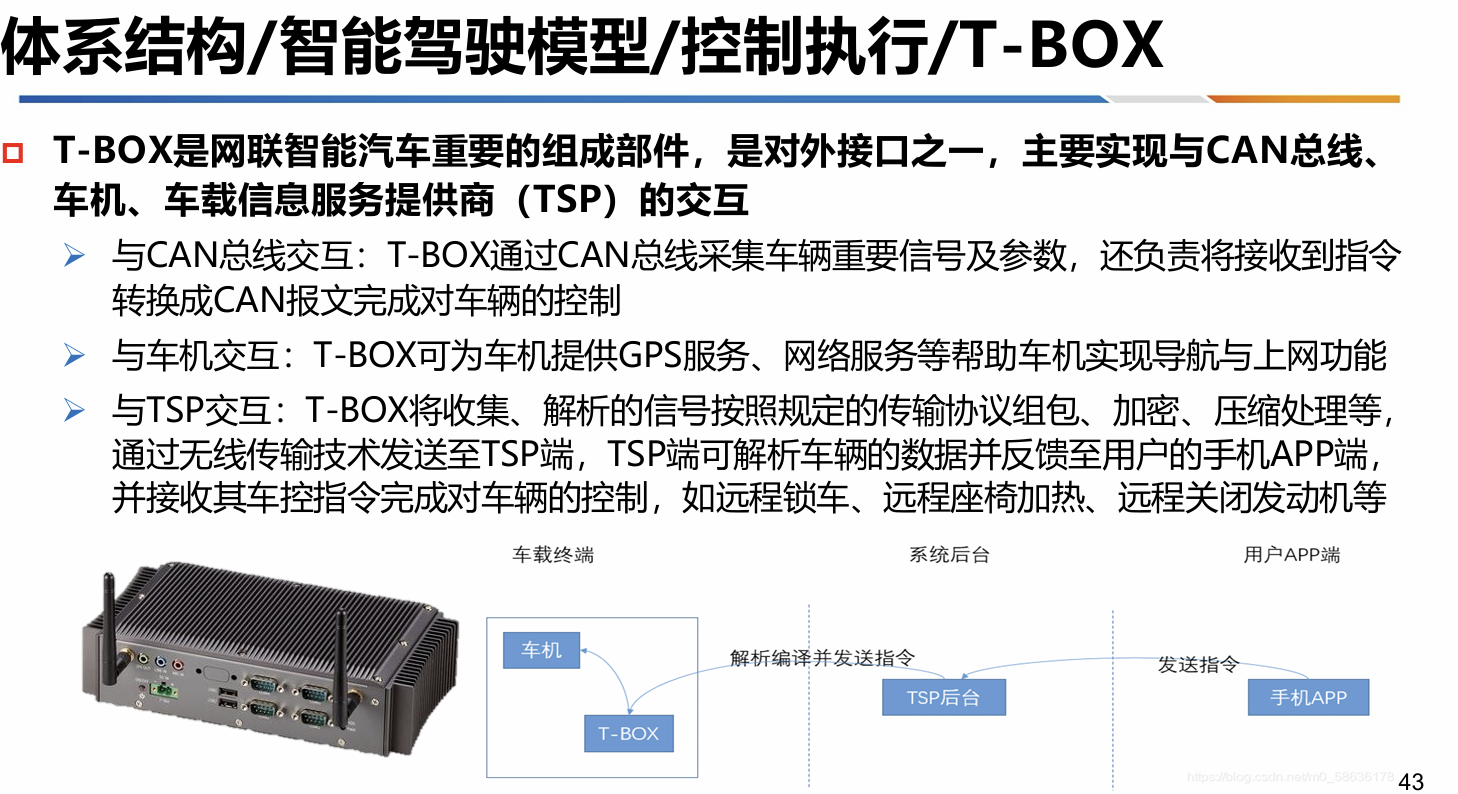 体系结构/智能驾驶模型/控制执行/T-BOX
T-BOX是网联智能汽车重要的组成部件，是对外接口之一，主要实现与CAN总线、
车机、车载信息服务提供商（TSP）的交互
与CAN总线交互：T-BOX通过CAN总线采集车辆重要信号及参数，还负责将接收到指令
转换成CAN报文完成对车辆的控制
与车机交互：T-BOX可为车机提供GPS服务、网络服务等帮助车机实现导航与上网功能
与TSP交互：T-BOX将收集、解析的信号按照规定的传输协议组包、加密、压缩处理等，
通过无线传输技术发送至TSP端，TSP端可解析车辆的数据并反馈至用户的手机APP端，
并接收其车控指令完成对车辆的控制，如远程锁车、远程座椅加热、远程关闭发动机等
车载终端
系统后台
用户APP端
车机
解析编译并发送指令
发送指令
TSP后台
手机APP
T-BOX
https://blog.csdn.net/m0_58636178
43